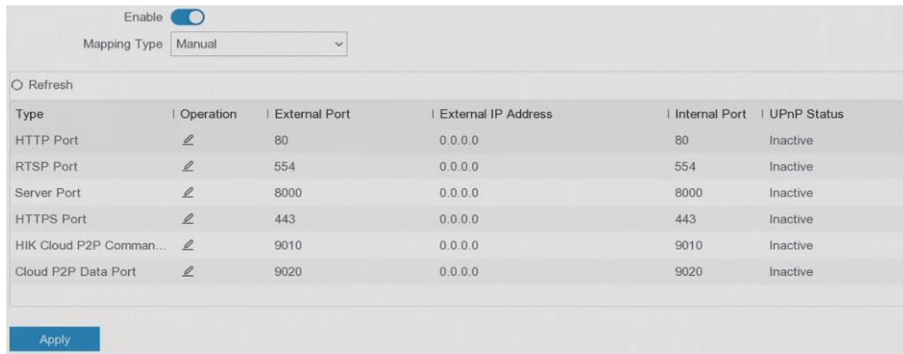 Enable
Mapping Type Manual
Refresh
Type Operation External Port External IP Address Internal Port UPnP Status
HTTP Port 80 0.0.0.0 80 Inactive
RTSP Port 554 0.0.0.0 554 Inactive
Server Port 8000 0.0.0.0 8000 Inactive
HTTPS Port 443 0.0.0.0 443 Inactive
HIK Cloud P2P Comman... 9010 0.0.0.0 9010 Inactive
Cloud P2P Data Port 9020 0.0.0.0 9020 Inactive
Apply